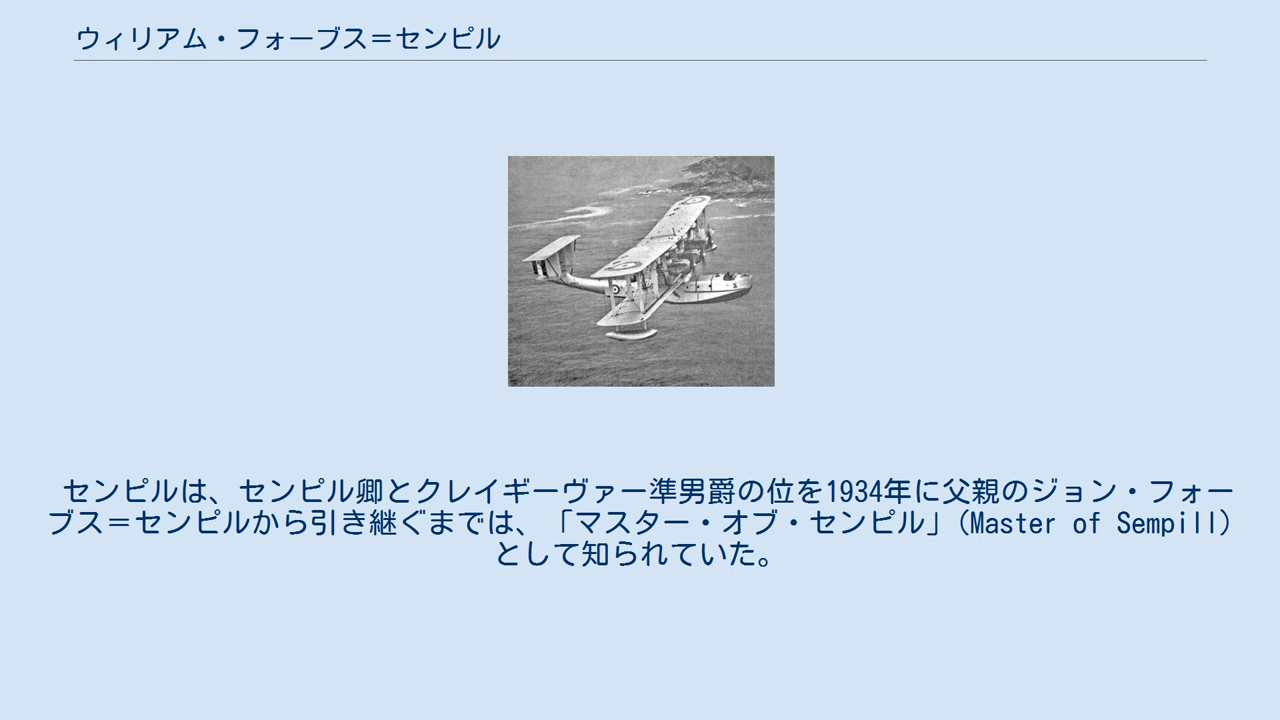 ウィリアム・フォーブス＝センピル
センピルは、センピル卿とクレイギーヴァー準男爵の位を1934年に父親のジョン・フォー
ブス＝センピルから引き継ぐまでは、「マスター・オブ・センピル」(Master of Sempill)
として知られていた。